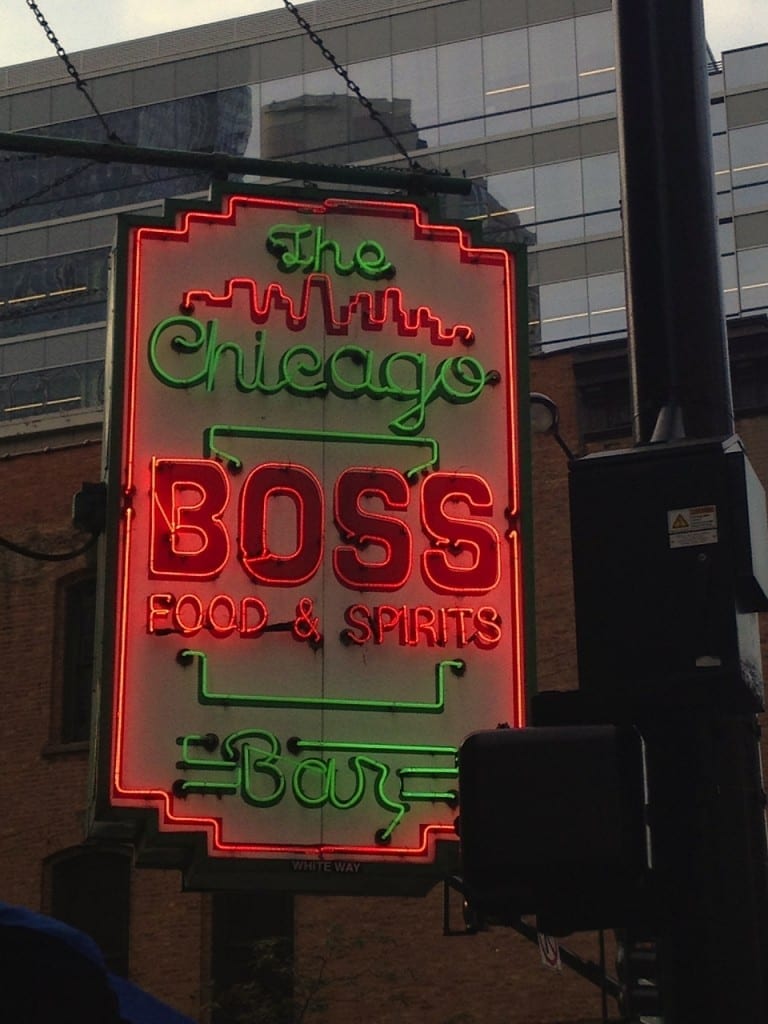 The
Chicago
BOSS
FOOD & SPIRITS
Bar
WHITE WAY